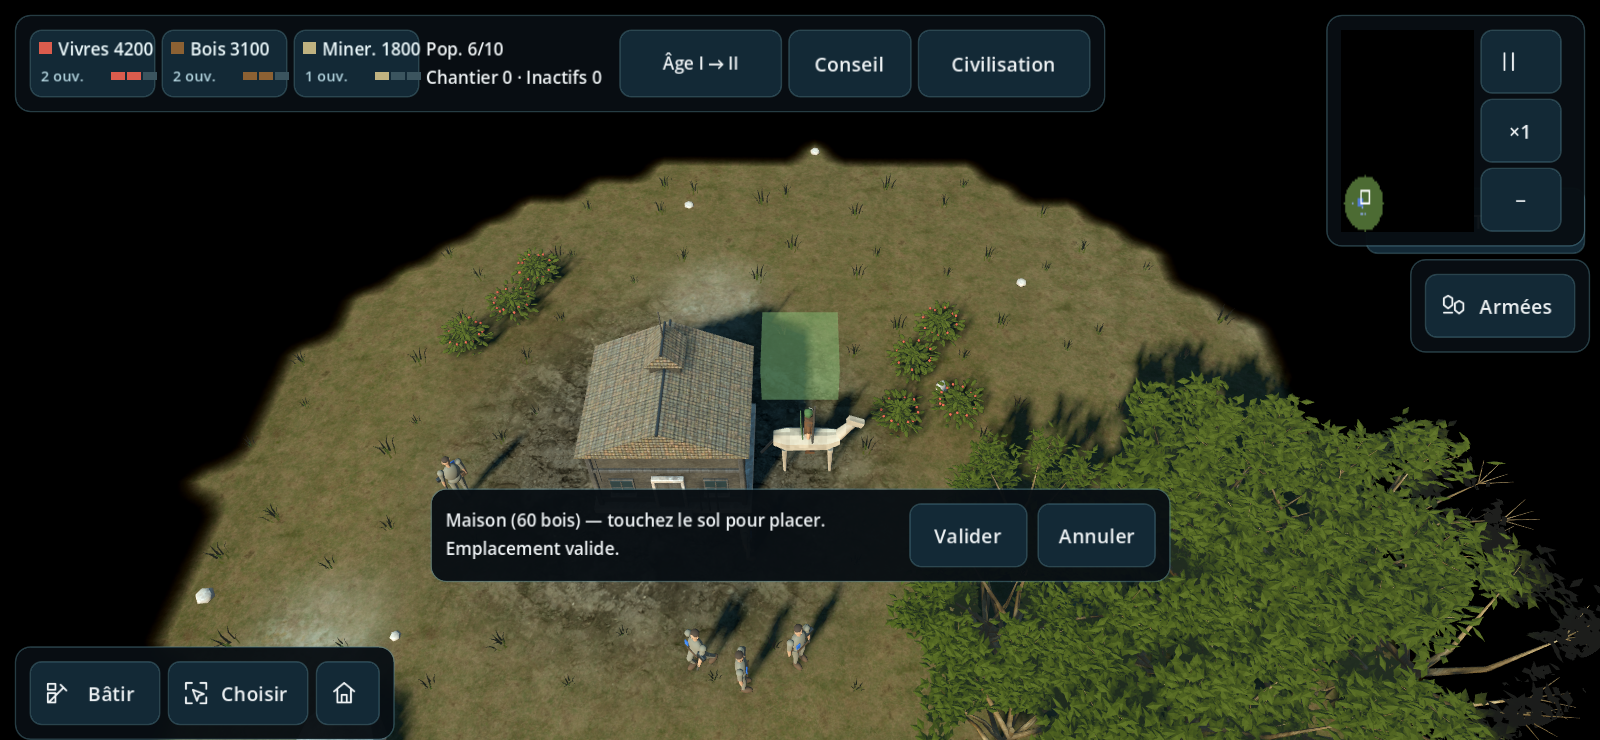 Vivres 4200
2 ouv.
Bois 3100
2 ouv.
Miner. 1800
1 ouv.
Pop. 6/10
Chantier 0 · Inactifs 0
Âge I → II
Conseil
Civilisation
||
×1
−
Armées
Maison (60 bois) — touchez le sol pour placer.
Emplacement valide.
Valider
Annuler
Bâtir
Choisir